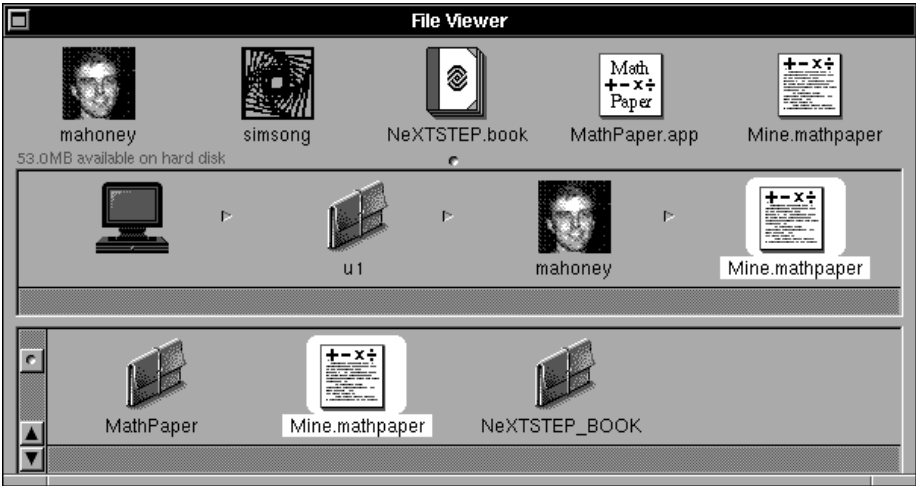 File Viewer
mahoney simsong NeXTSTEP.book MathPaper.app Mine.mathpaper
Math
+-×÷
Paper
+-×÷
53.0MB available on hard disk
+-×÷
u1 mahoney Mine.mathpaper
+-×÷
MathPaper Mine.mathpaper NeXTSTEP_BOOK